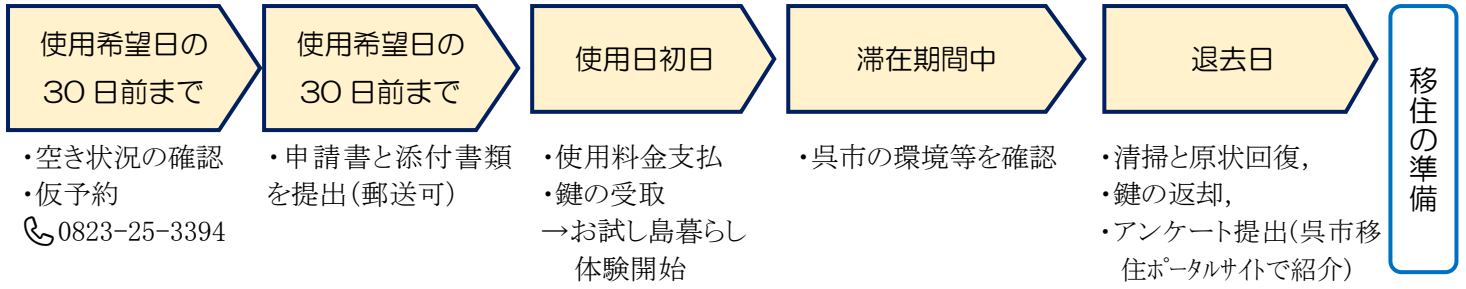 使用希望日の
30日前まで
・空き状況の確認
・仮予約
0823-25-3394
使用希望日の
30日前まで
・申請書と添付書類
を提出(郵送可)
使用日初日
・使用料金支払
・鍵の受取
→お試し島暮らし
体験開始
滞在期間中
・呉市の環境等を確認
退去日
・清掃と原状回復,
・鍵の返却,
・アンケート提出(呉市移
住ポータルサイトで紹介)
移住の準備